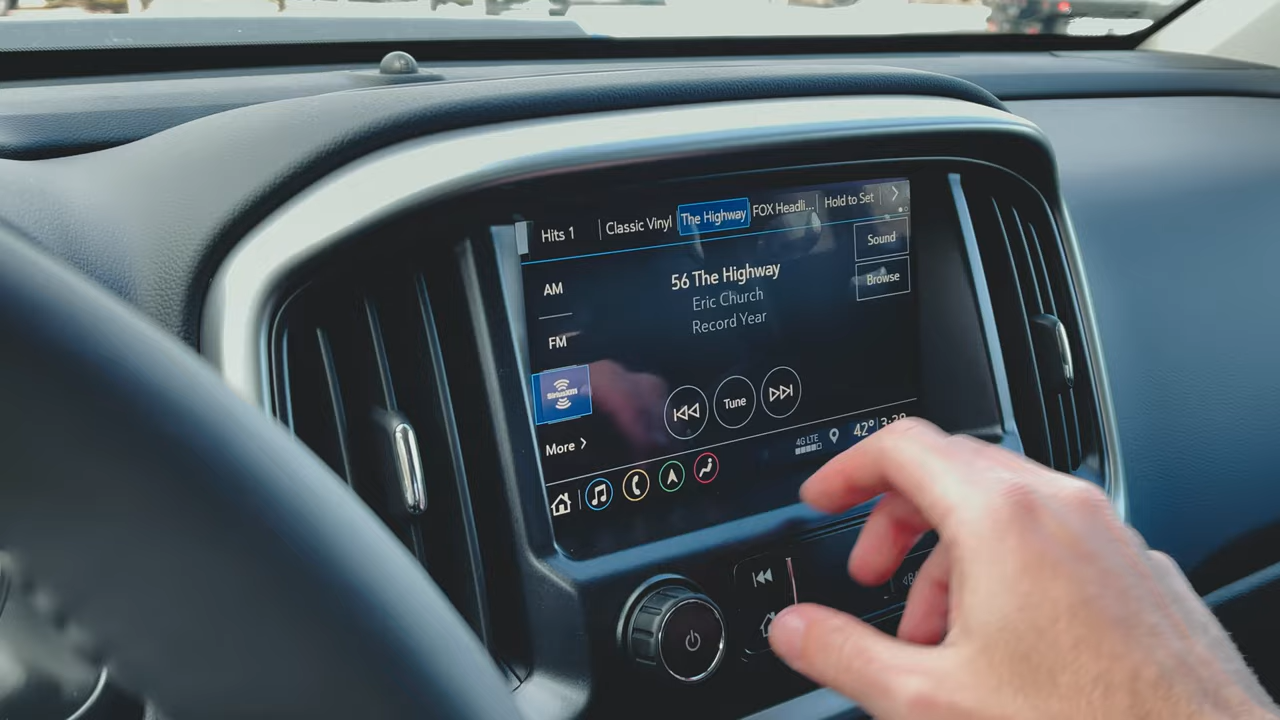 Hits 1
Classic Vinyl
The Highway
FOX Headli...
Hold to Set
Sound
Browse
AM
56 The Highway
Eric Church
Record Year
FM
SiriusXM
Tune
More
4G LTE
42°